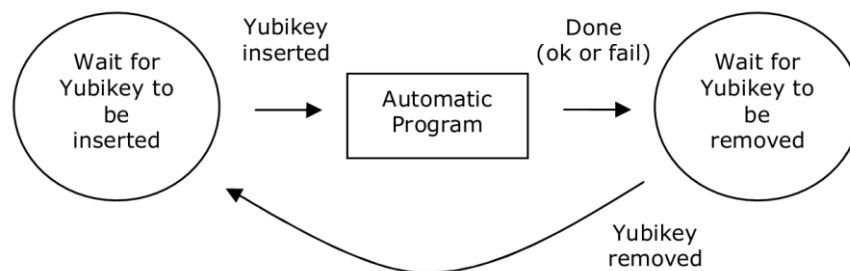 Wait for
Yubikey to
be
inserted
Yubikey
inserted
Automatic
Program
Done
(ok or fail)
Wait for
Yubikey to
be
removed
Yubikey
removed